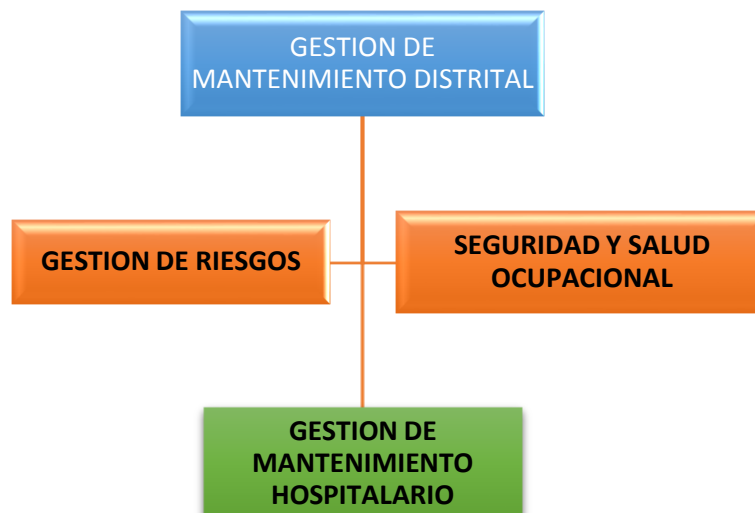 GESTION DE
MANTENIMIENTO DISTRITAL
GESTION DE RIESGOS
SEGURIDAD Y SALUD
OCUPACIONAL
GESTION DE
MANTENIMIENTO
HOSPITALARIO